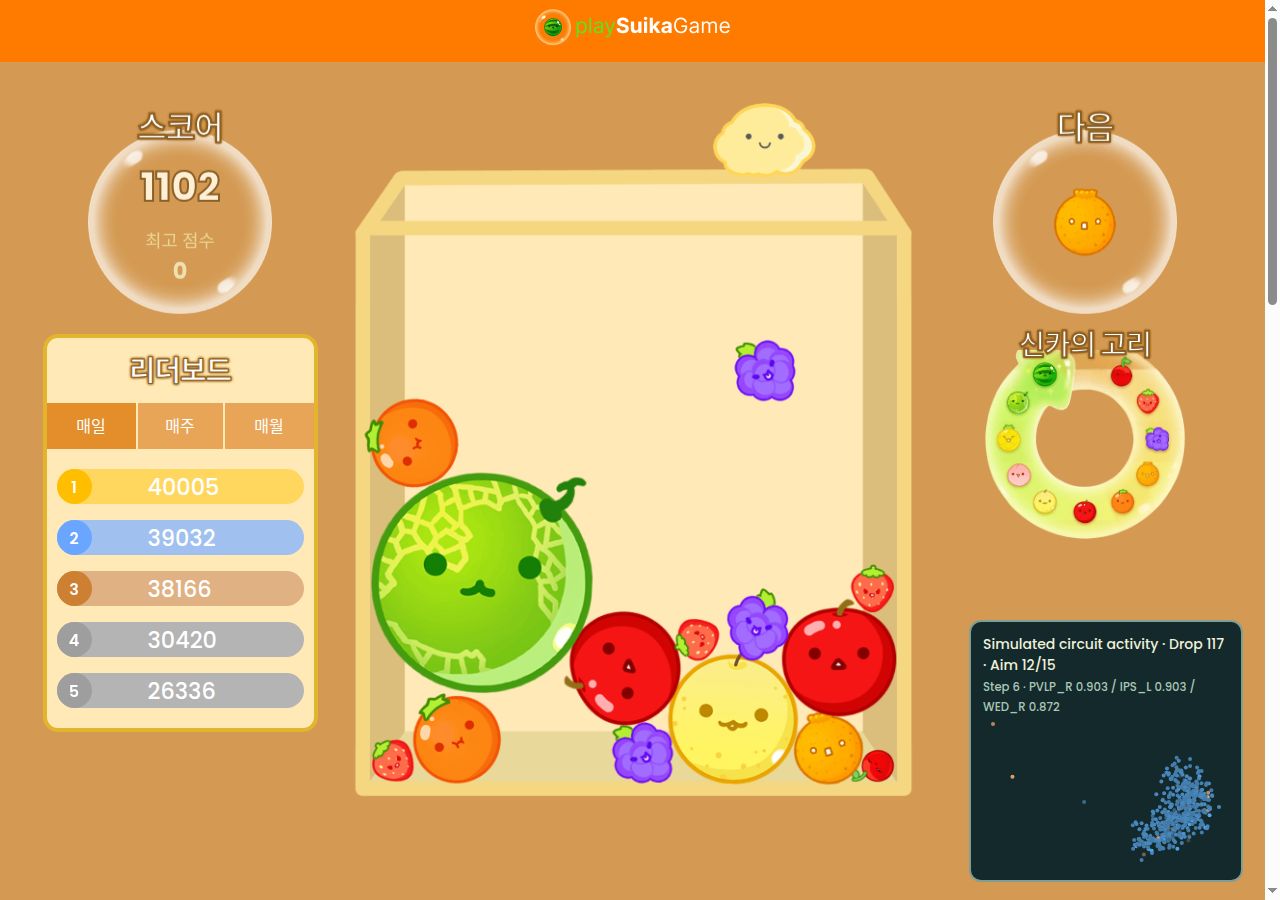 playSuikaGame
스코어
1102
최고 점수
0
리더보드
매일 매주 매월
1 40005
2 39032
3 38166
4 30420
5 26336
다음
신카의 고리
Simulated circuit activity · Drop 117
· Aim 12/15
Step 6 · PVLP_R 0.903 / IPS_L 0.903 /
WED_R 0.872